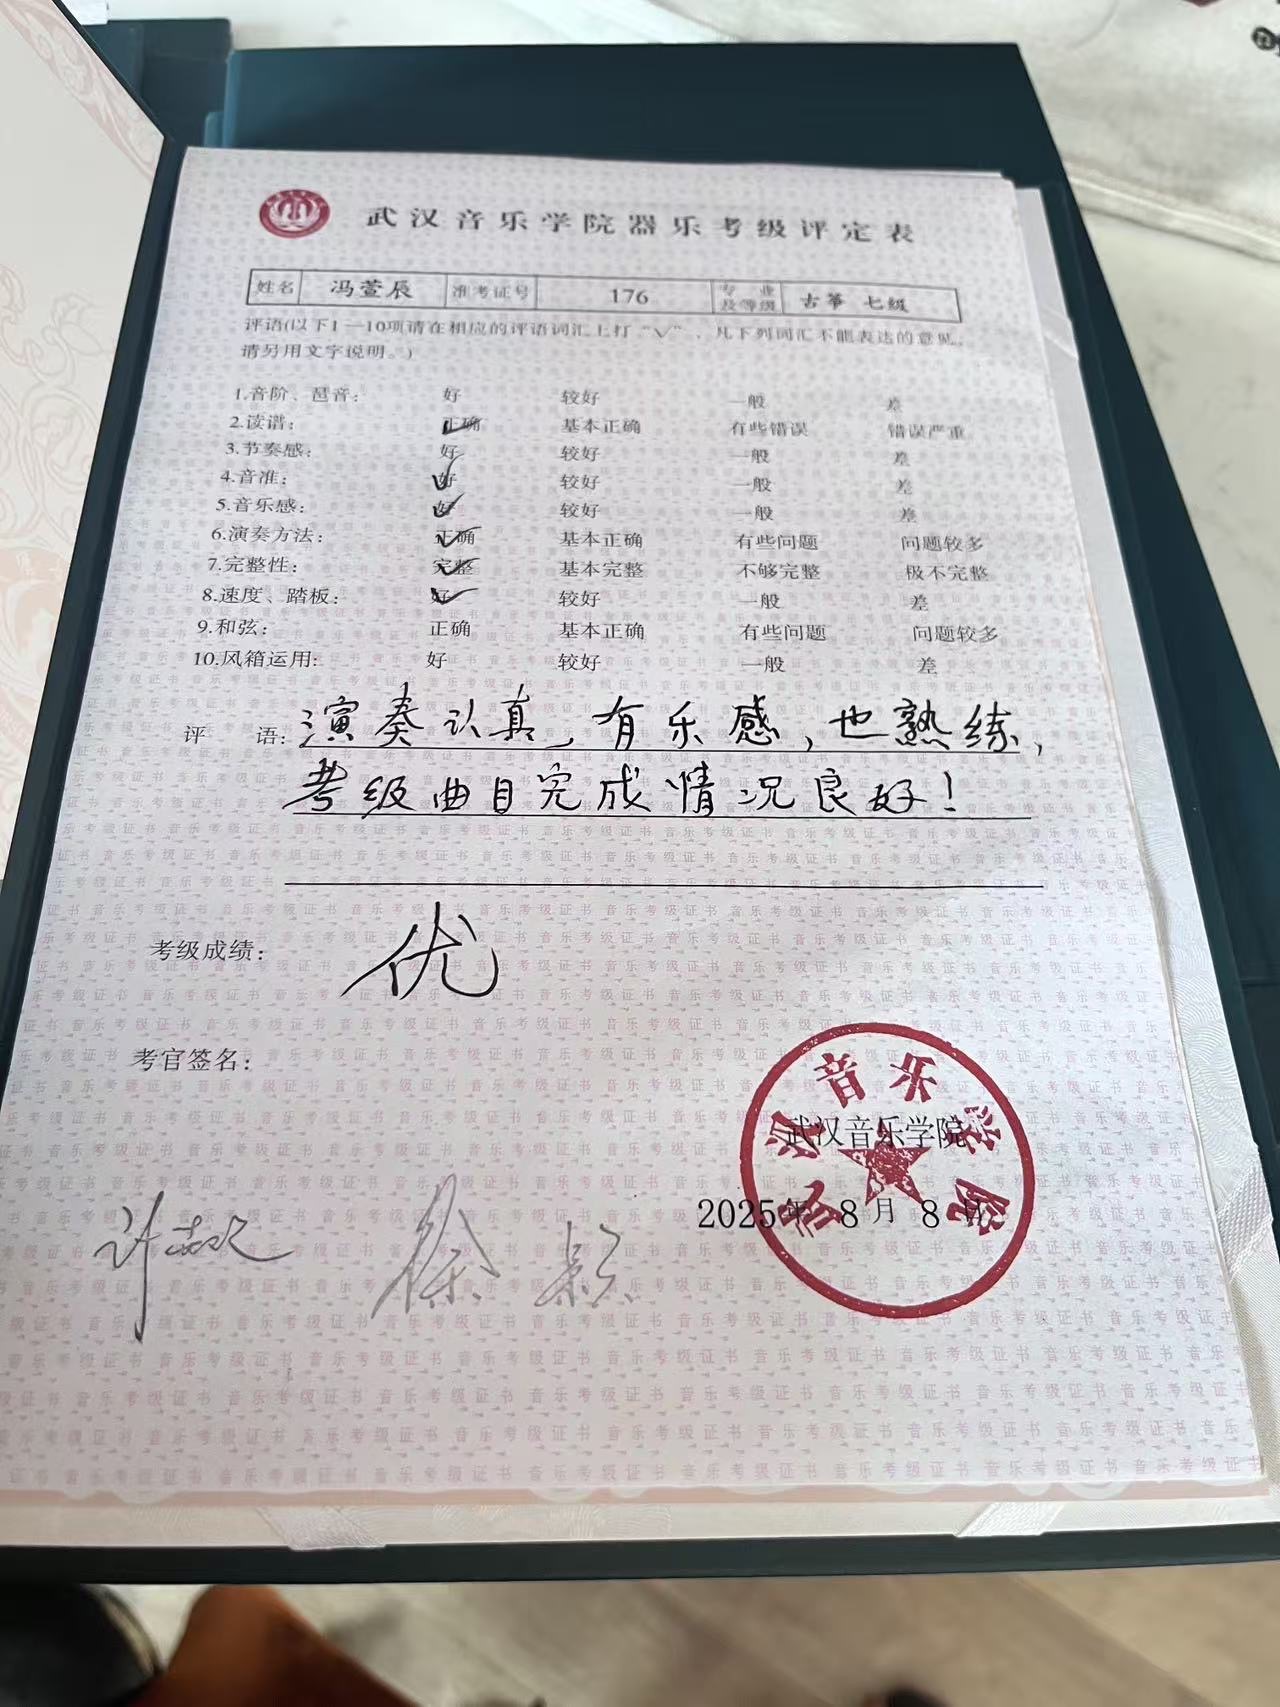 武汉音乐学院器乐考级评定表
姓名 冯萱辰 准考证号 176 专业及等级 古筝 七级
评语(以下1—10项请在相应的评语词汇上打“√”，凡下列词汇不能表达的意见，
请另用文字说明。)
1.音阶、琶音： 好 较好 一般 差
2.读谱： 正确 基本正确 有些错误 错误严重
3.节奏感： 好 较好 一般 差
4.音准： 好 较好 一般 差
5.音乐感： 好 较好 一般 差
6.演奏方法： 正确 基本正确 有些问题 问题较多
7.完整性： 完整 基本完整 不够完整 极不完整
8.速度、踏板： 好 较好 一般 差
9.和弦： 正确 基本正确 有些问题 问题较多
10.风箱运用： 好 较好 一般 差
评 语： 演奏认真，有乐感，也熟练，
考级曲目完成情况良好！
考级成绩： 优
考官签名：
武汉音乐学院
武汉音乐学院
2025年 8月 8日
徐颖